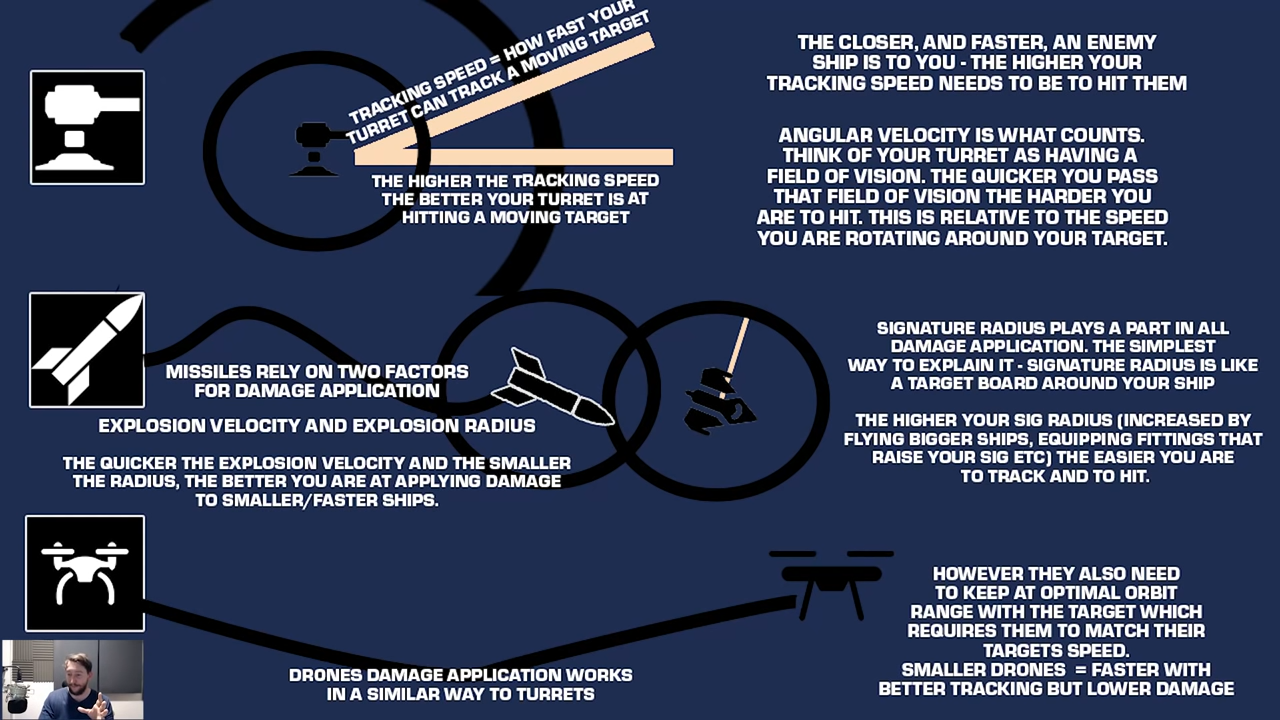 TRACKING SPEED = HOW FAST YOUR
TURRET CAN TRACK A MOVING TARGET
THE HIGHER THE TRACKING SPEED
THE BETTER YOUR TURRET IS AT
HITTING A MOVING TARGET
THE CLOSER, AND FASTER, AN ENEMY
SHIP IS TO YOU - THE HIGHER YOUR
TRACKING SPEED NEEDS TO BE TO HIT THEM
ANGULAR VELOCITY IS WHAT COUNTS.
THINK OF YOUR TURRET AS HAVING A
FIELD OF VISION. THE QUICKER YOU PASS
THAT FIELD OF VISION THE HARDER YOU
ARE TO HIT. THIS IS RELATIVE TO THE SPEED
YOU ARE ROTATING AROUND YOUR TARGET.
MISSILES RELY ON TWO FACTORS
FOR DAMAGE APPLICATION
EXPLOSION VELOCITY AND EXPLOSION RADIUS
THE QUICKER THE EXPLOSION VELOCITY AND THE SMALLER
THE RADIUS, THE BETTER YOU ARE AT APPLYING DAMAGE
TO SMALLER/FASTER SHIPS.
SIGNATURE RADIUS PLAYS A PART IN ALL
DAMAGE APPLICATION. THE SIMPLEST
WAY TO EXPLAIN IT - SIGNATURE RADIUS IS LIKE
A TARGET BOARD AROUND YOUR SHIP
THE HIGHER YOUR SIG RADIUS (INCREASED BY
FLYING BIGGER SHIPS, EQUIPPING FITTINGS THAT
RAISE YOUR SIG ETC) THE EASIER YOU ARE
TO TRACK AND TO HIT.
DRONES DAMAGE APPLICATION WORKS
IN A SIMILAR WAY TO TURRETS
HOWEVER THEY ALSO NEED
TO KEEP AT OPTIMAL ORBIT
RANGE WITH THE TARGET WHICH
REQUIRES THEM TO MATCH THEIR
TARGETS SPEED.
SMALLER DRONES = FASTER WITH
BETTER TRACKING BUT LOWER DAMAGE